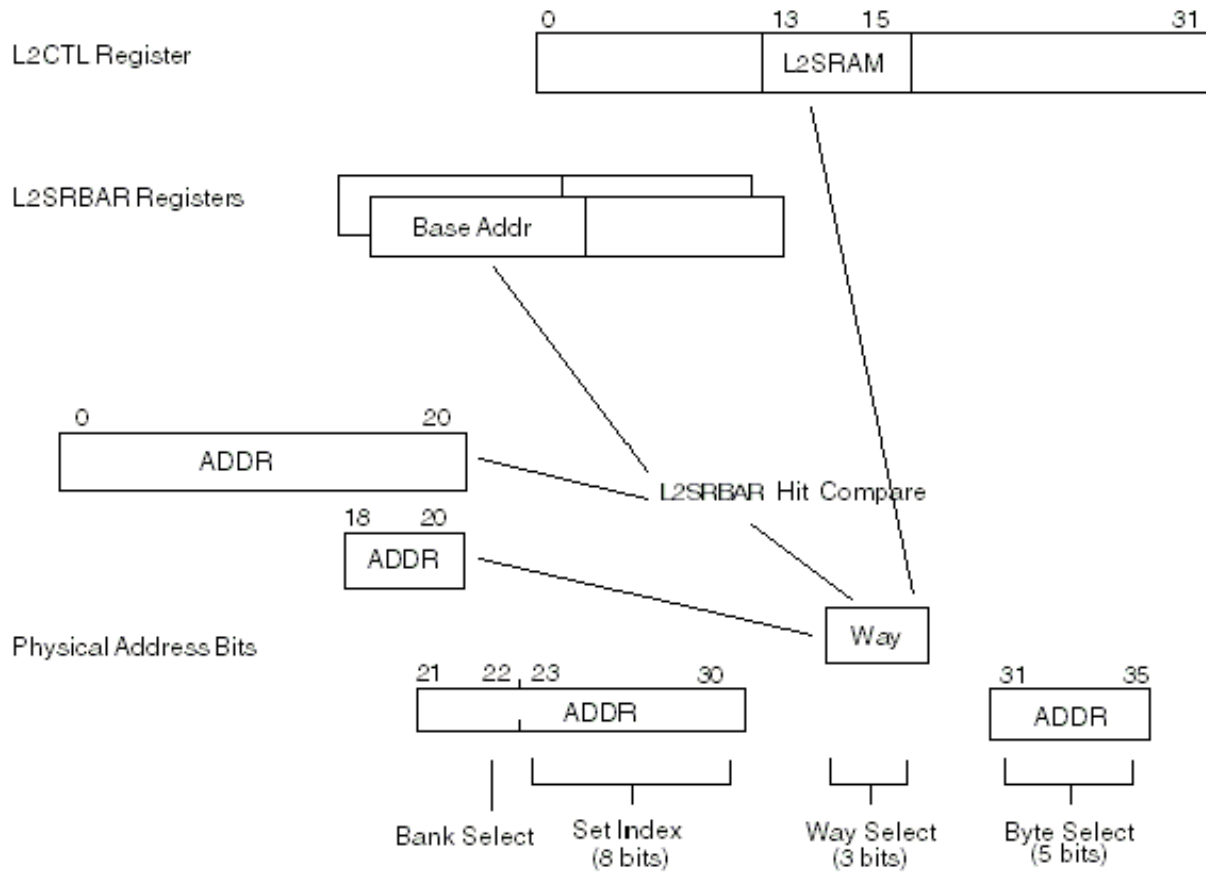 0 13 15 31
L2CTL Register
L2SRAM
L2SRBAR Registers
Base Addr
0 20
ADDR
L2SRBAR Hit Compare
18 20
ADDR
Way
Physical Address Bits
21 22 23 30
31 35
ADDR
ADDR
Bank Select
Set Index
(8 bits)
Way Select
(3 bits)
Byte Select
(5 bits)